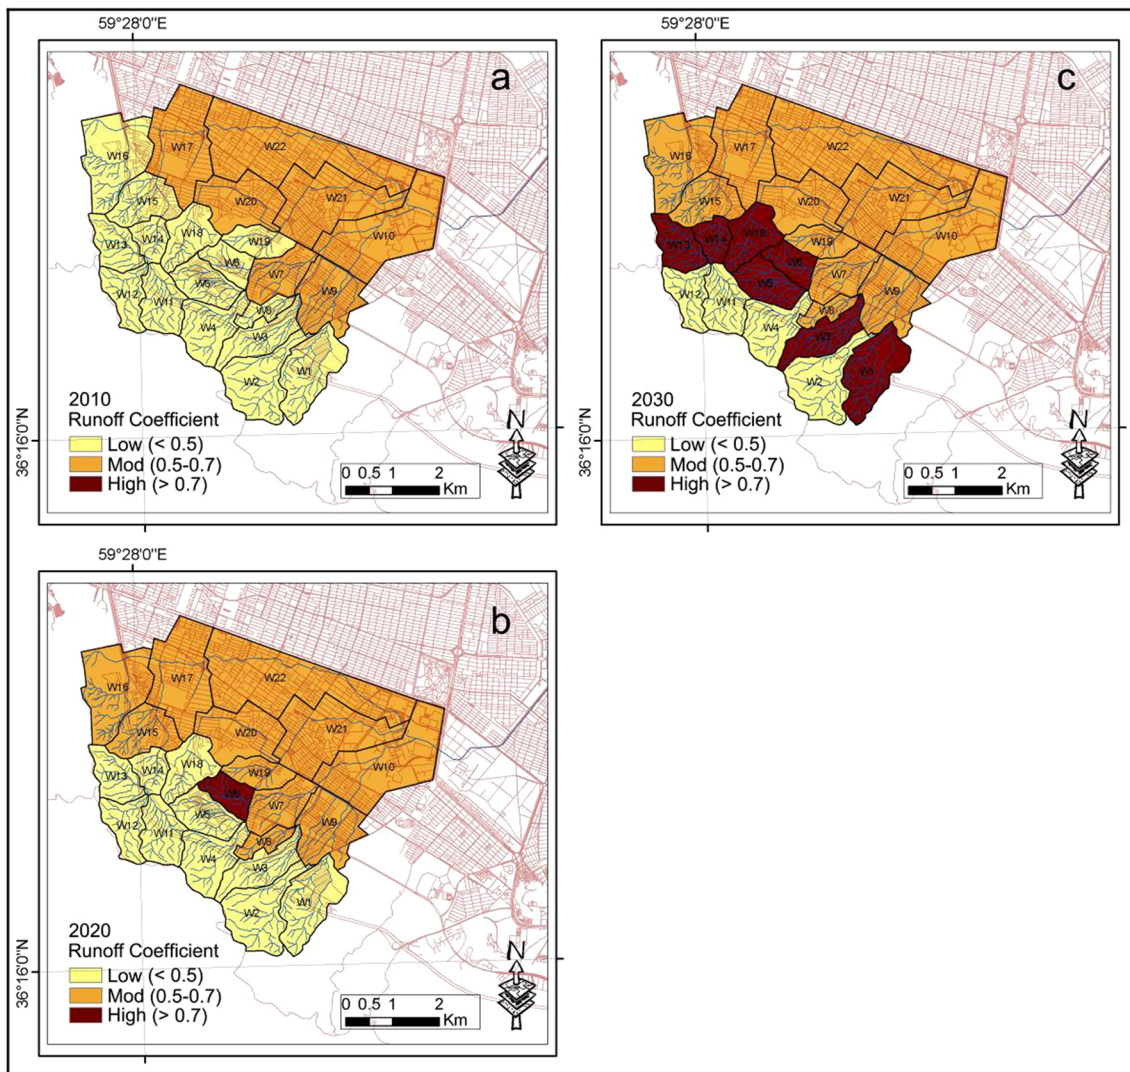 59°28'0"E
59°28'0"E
a
W16
W17
W22
W15
W20
W21
W13
W14
W18
W19
W10
W6
W7
W5
W9
W12
W11
W8
W4
W3
W2
W1
2010
Runoff Coefficient
Low (< 0.5)
Mod (0.5-0.7)
High (> 0.7)
N
0 0.5 1 2
Km
36°16'0"N
c
W16
W17
W22
W15
W20
W21
W13
W14
W18
W19
W10
W6
W7
W5
W9
W12
W11
W8
W4
W3
W2
W1
2030
Runoff Coefficient
Low (< 0.5)
Mod (0.5-0.7)
High (> 0.7)
N
0 0.5 1 2
Km
36°16'0"N
59°28'0"E
b
W16
W17
W22
W15
W20
W21
W13
W14
W18
W19
W10
W6
W7
W5
W9
W12
W11
W8
W4
W3
W2
W1
2020
Runoff Coefficient
Low (< 0.5)
Mod (0.5-0.7)
High (> 0.7)
N
0 0.5 1 2
Km
36°16'0"N